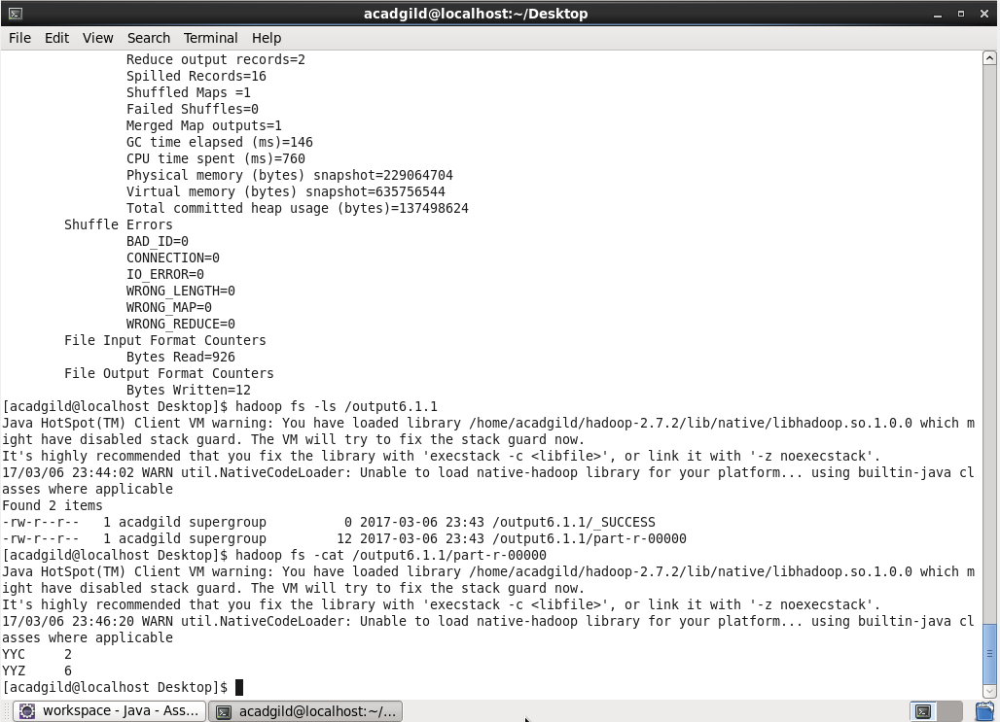 acadgild@localhost:~/Desktop
File Edit View Search Terminal Help
Reduce output records=2
Spilled Records=16
Shuffled Maps =1
Failed Shuffles=0
Merged Map outputs=1
GC time elapsed (ms)=146
CPU time spent (ms)=760
Physical memory (bytes) snapshot=229064704
Virtual memory (bytes) snapshot=635756544
Total committed heap usage (bytes)=137498624
Shuffle Errors
BAD_ID=0
CONNECTION=0
IO_ERROR=0
WRONG_LENGTH=0
WRONG_MAP=0
WRONG_REDUCE=0
File Input Format Counters
Bytes Read=926
File Output Format Counters
Bytes Written=12
[acadgild@localhost Desktop]$ hadoop fs -ls /output6.1.1
Java HotSpot(TM) Client VM warning: You have loaded library /home/acadgild/hadoop-2.7.2/lib/native/libhadoop.so.1.0.0 which m
ight have disabled stack guard. The VM will try to fix the stack guard now.
It's highly recommended that you fix the library with 'execstack -c <libfile>', or link it with '-z noexecstack'.
17/03/06 23:44:02 WARN util.NativeCodeLoader: Unable to load native-hadoop library for your platform... using builtin-java cl
asses where applicable
Found 2 items
-rw-r--r--   1 acadgild supergroup          0 2017-03-06 23:43 /output6.1.1/_SUCCESS
-rw-r--r--   1 acadgild supergroup         12 2017-03-06 23:43 /output6.1.1/part-r-00000
[acadgild@localhost Desktop]$ hadoop fs -cat /output6.1.1/part-r-00000
Java HotSpot(TM) Client VM warning: You have loaded library /home/acadgild/hadoop-2.7.2/lib/native/libhadoop.so.1.0.0 which m
ight have disabled stack guard. The VM will try to fix the stack guard now.
It's highly recommended that you fix the library with 'execstack -c <libfile>', or link it with '-z noexecstack'.
17/03/06 23:46:20 WARN util.NativeCodeLoader: Unable to load native-hadoop library for your platform... using builtin-java cl
asses where applicable
YYC     2
YYZ     6
[acadgild@localhost Desktop]$
workspace - Java - Ass... acadgild@localhost:~/...